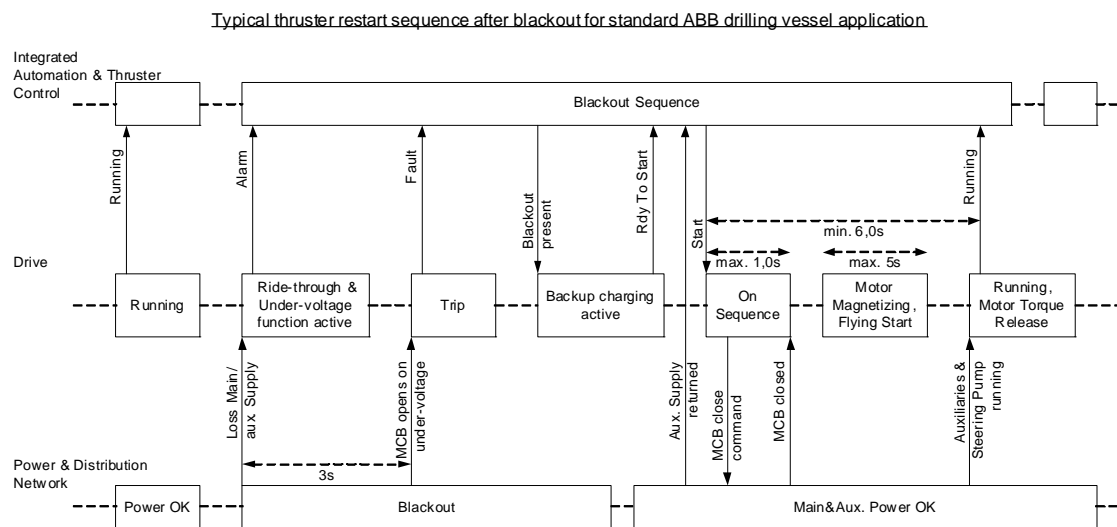 Typical thruster restart sequence after blackout for standard ABB drilling vessel application
Integrated
Automation & Thruster
Control
Blackout Sequence
Running
Alarm
Fault
Blackout
present
Rdy To Start
Start
Running
min. 6,0s
max. 1,0s
max. 5s
Drive
Running
Ride-through &
Under-voltage
function active
Trip
Backup charging
active
On
Sequence
Motor
Magnetizing,
Flying Start
Running,
Motor Torque
Release
Loss Main/
aux. Supply
MCB opens on
under-voltage
Aux. Supply
returned
MCB close
command
MCB closed
Auxiliaries &
Steering Pump
running
3s
Power & Distribution
Network
Power OK
Blackout
Main&Aux. Power OK